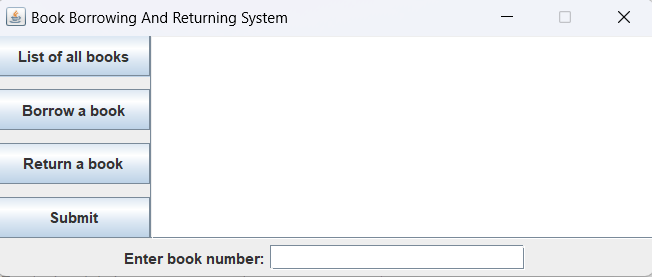 Book Borrowing And Returning System
List of all books
Borrow a book
Return a book
Submit
Enter book number: